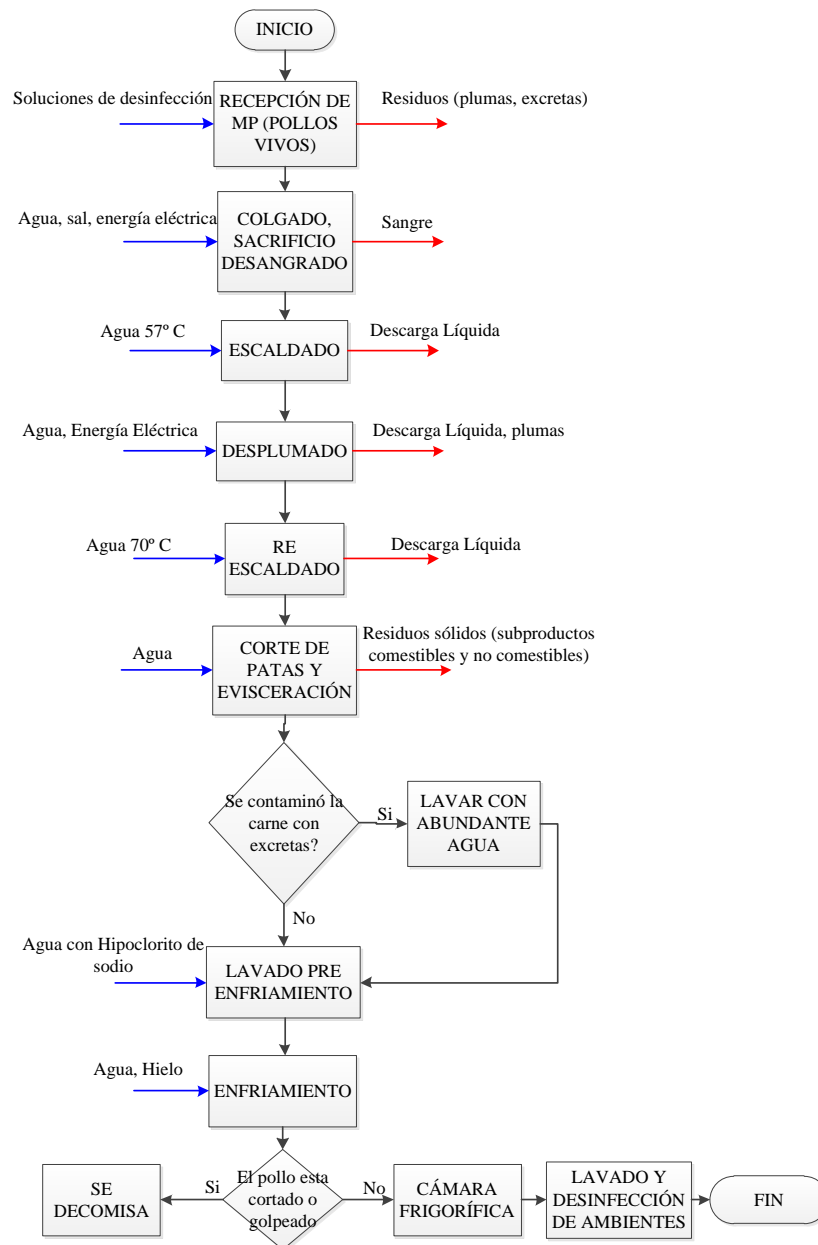 INICIO
Soluciones de desinfección
RECEPCIÓN DE
MP (POLLOS
VIVOS)
Residuos (plumas, excretas)
Agua, sal, energía eléctrica
COLGADO,
SACRIFICIO
DESANGRADO
Sangre
Agua 57º C
ESCALDADO
Descarga Líquida
Agua, Energía Eléctrica
DESPLUMADO
Descarga Líquida, plumas
Agua 70º C
RE
ESCALDADO
Descarga Líquida
Agua
CORTE DE
PATAS Y
EVISCERACIÓN
Residuos sólidos (subproductos
comestibles y no comestibles)
Se contaminó la
carne con
excretas?
Si
LAVAR CON
ABUNDANTE
AGUA
No
Agua con Hipoclorito de
sodio
LAVADO PRE
ENFRIAMIENTO
Agua, Hielo
ENFRIAMIENTO
El pollo esta
cortado o
golpeado
Si
SE
DECOMISA
No
CÁMARA
FRIGORÍFICA
LAVADO Y
DESINFECCIÓN
DE AMBIENTES
FIN